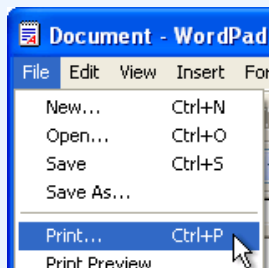 Document - WordPad
File Edit View Insert
New... Ctrl+N
Open... Ctrl+O
Save Ctrl+S
Save As...
Print... Ctrl+P
Print Preview